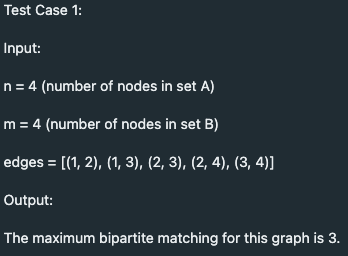 Test Case 1:
Input:
n = 4 (number of nodes in set A)
m = 4 (number of nodes in set B)
edges = [(1, 2), (1, 3), (2, 3), (2, 4), (3, 4)]
Output:
The maximum bipartite matching for this graph is 3.